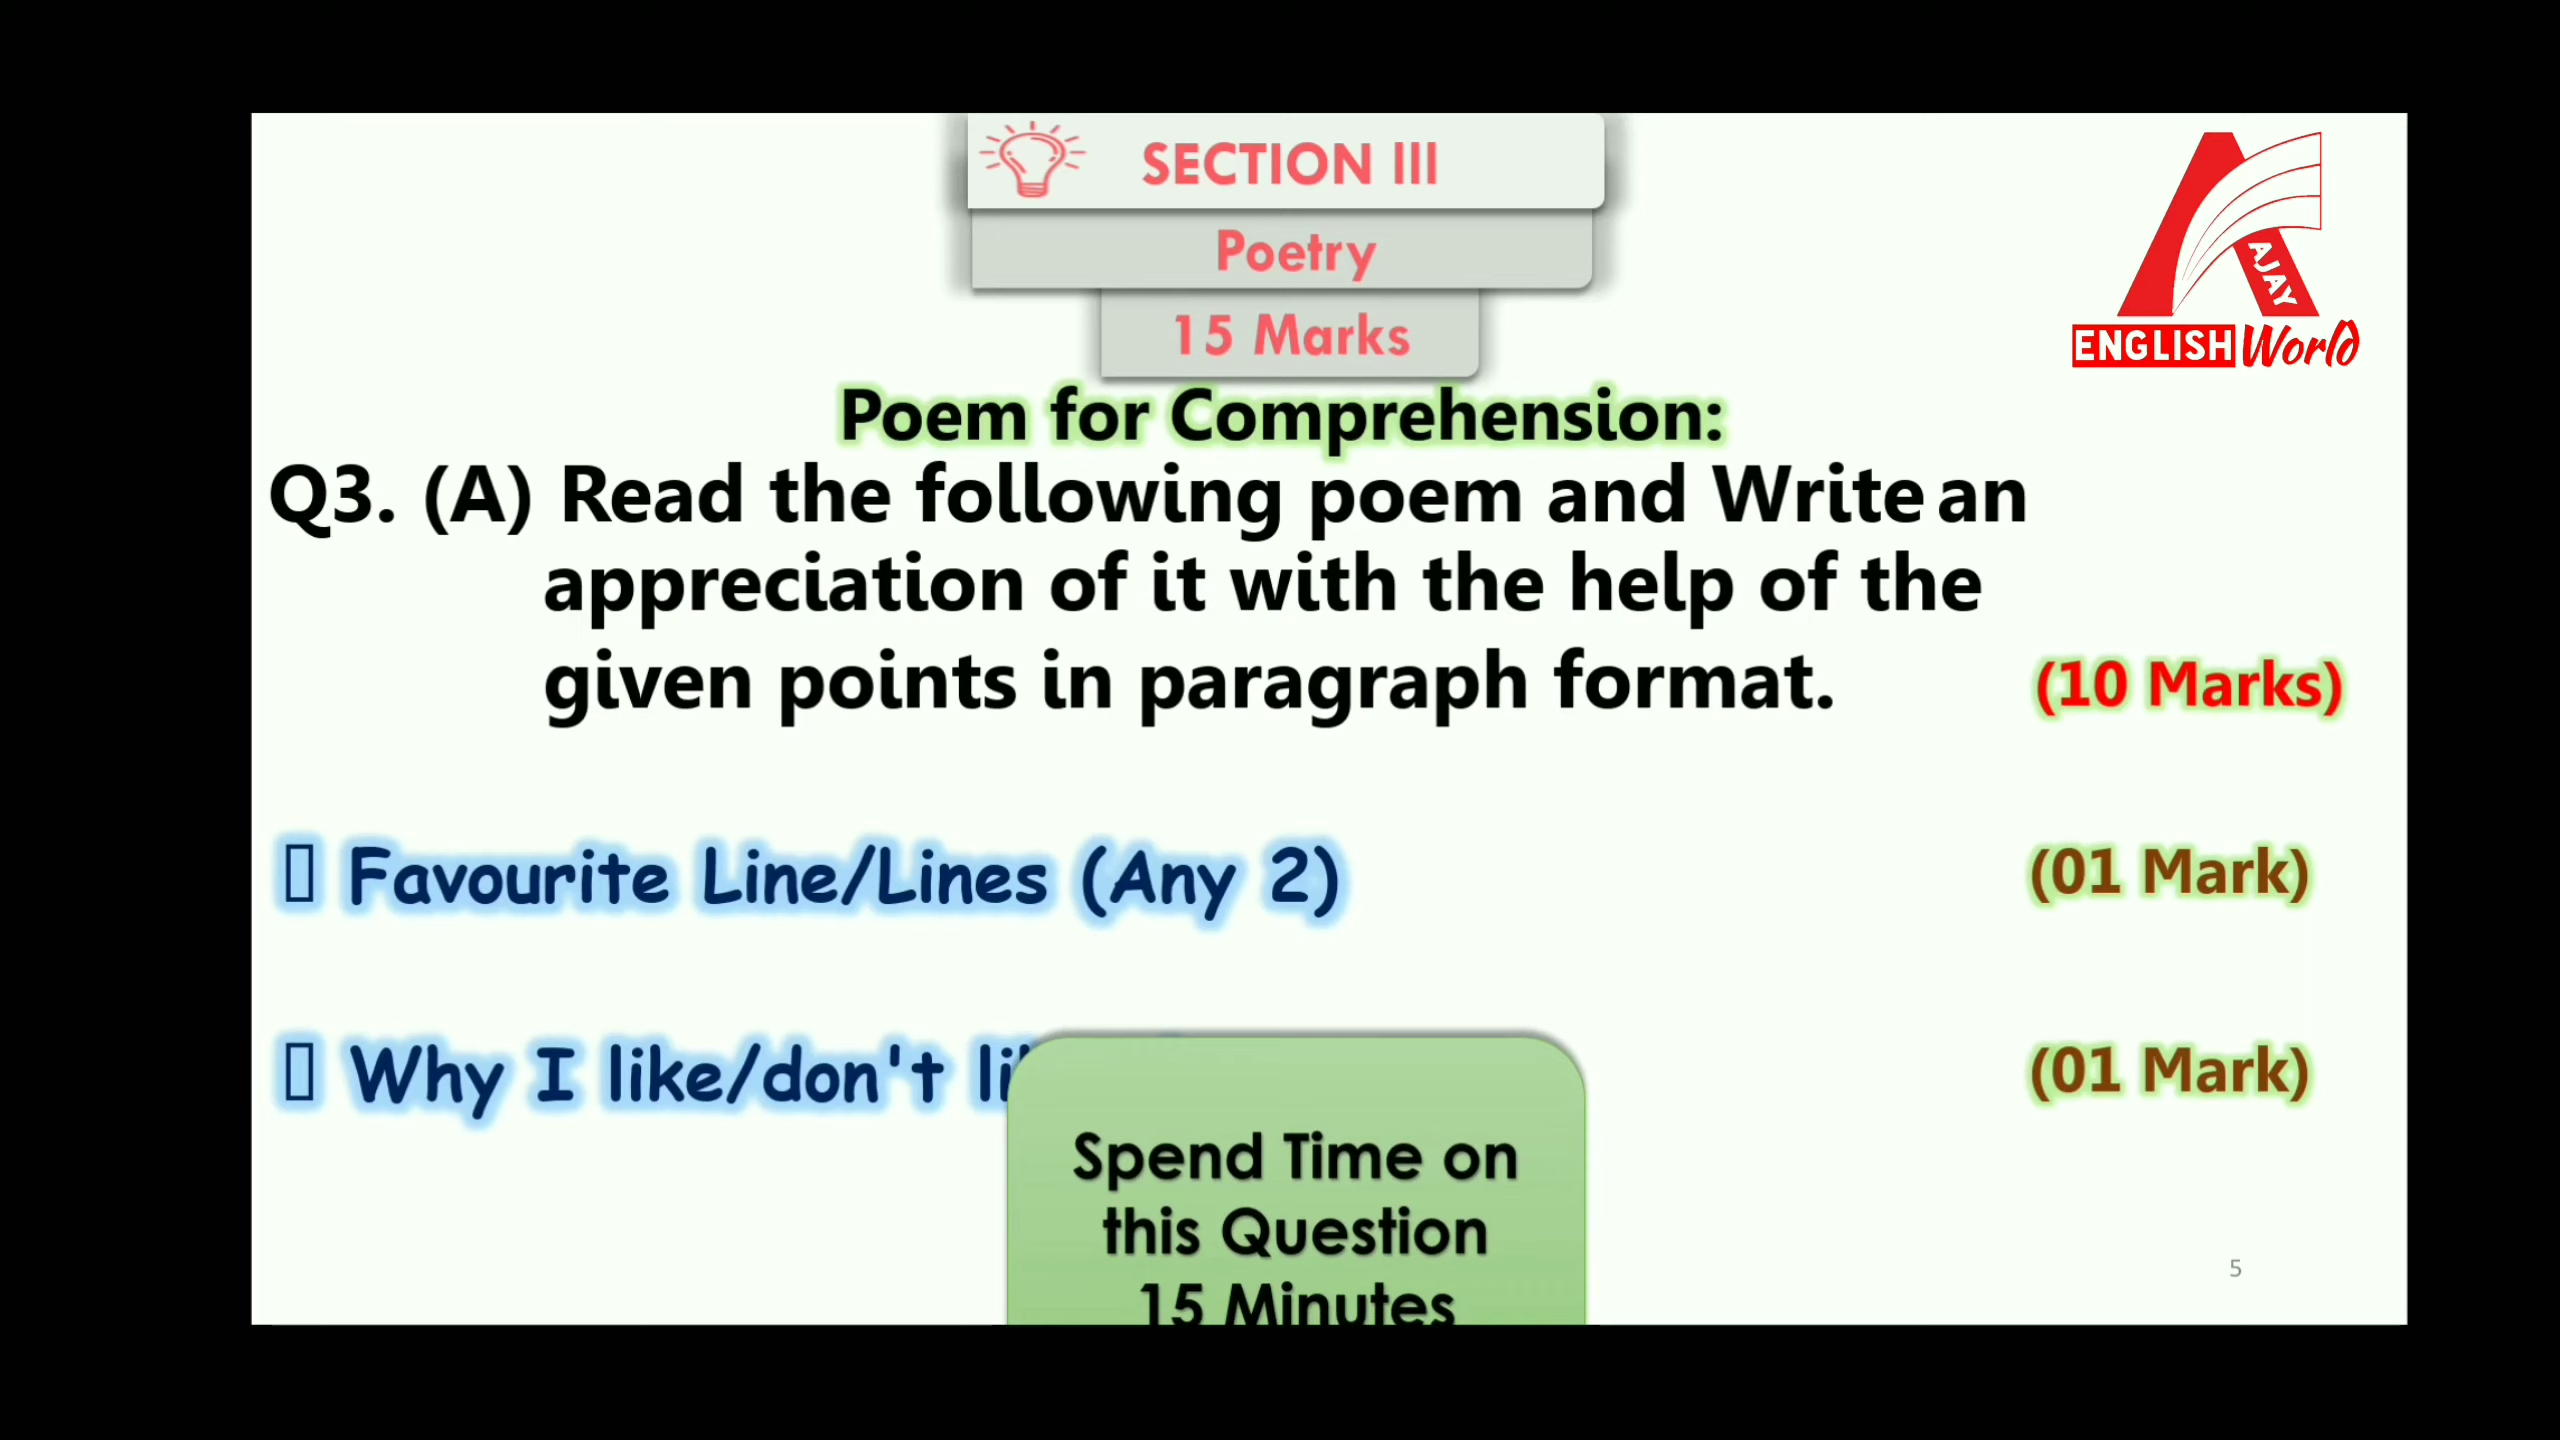 SECTION III
Poetry
15 Marks
AJAY
ENGLISH World
Poem for Comprehension:
Q3. (A) Read the following poem and Write an
appreciation of it with the help of the
given points in paragraph format. (10 Marks)
Favourite Line/Lines (Any 2) (01 Mark)
Why I like/don't (01 Mark)
Spend Time on
this Question
15 Minutes
5